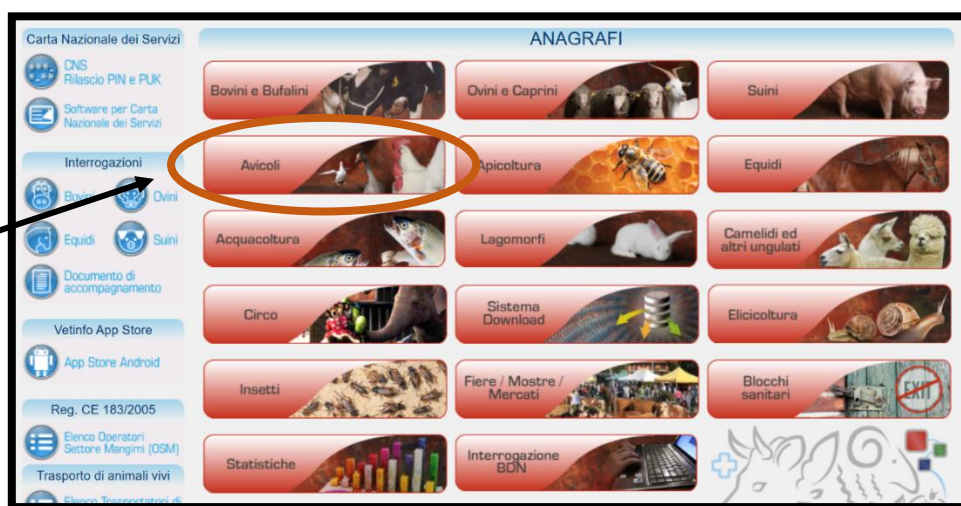 Carta Nazionale dei Servizi
CNS
Rilascio PIN e PUK
Software per Carta
Nazionale dei Servizi
Interrogazioni
Bovini
Ovini
Equidi
Suini
Documento di
accompagnamento
Vetinfo App Store
App Store Android
Reg. CE 183/2005
Elenco Operatori
Settore Mangimi (OSM)
Trasporto di animali vivi
Elenco Trasportatori di
ANAGRAFI
Bovini e Bufalini
Ovini e Caprini
Suini
Avicoli
Apicoltura
Equidi
Acquacoltura
Lagomorfi
Camelidi ed
altri ungulati
Circo
Sistema
Download
Elicicoltura
Insetti
Fiere / Mostre /
Mercati
Blocchi
sanitari
EXIT
Statistiche
Interrogazione
BDN